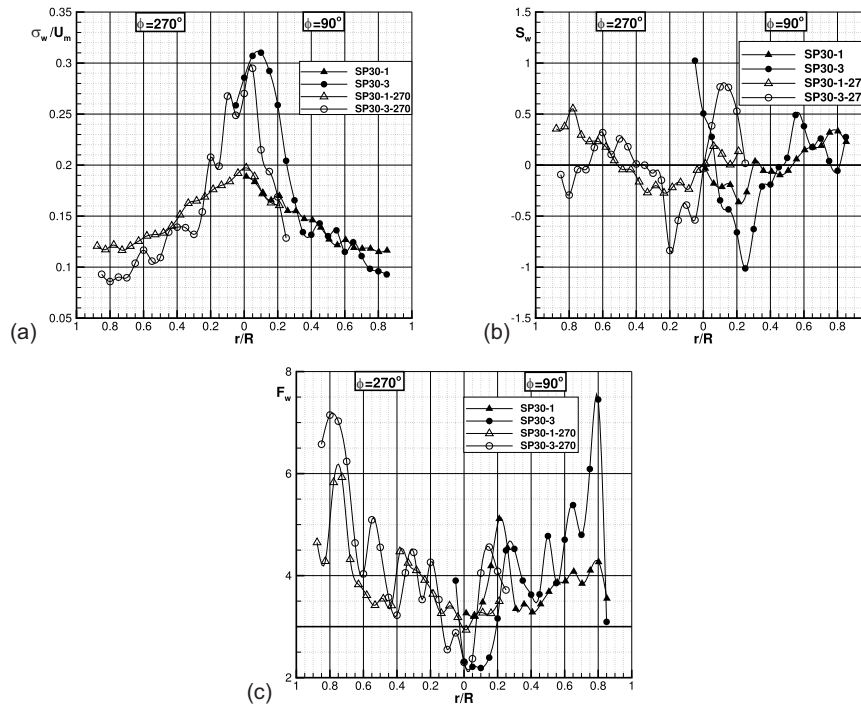 σw/Um
ϕ=270°
ϕ=90°
SP30-1
SP30-3
SP30-1-270
SP30-3-270
0.35
0.3
0.25
0.2
0.15
0.1
0.05
0.8 0.6 0.4 0.2 0 0.2 0.4 0.6 0.8 1
r/R
(a)
Sw
ϕ=270°
ϕ=90°
SP30-1
SP30-3
SP30-1-270
SP30-3-27
1.5
1
0.5
0
-0.5
-1
-1.5
1 0.8 0.6 0.4 0.2 0 0.2 0.4 0.6 0.8
r/R
(b)
Fw
ϕ=270°
ϕ=90°
SP30-1
SP30-3
SP30-1-270
SP30-3-270
8
6
4
2
1 0.8 0.6 0.4 0.2 0 0.2 0.4 0.6 0.8 1
r/R
(c)